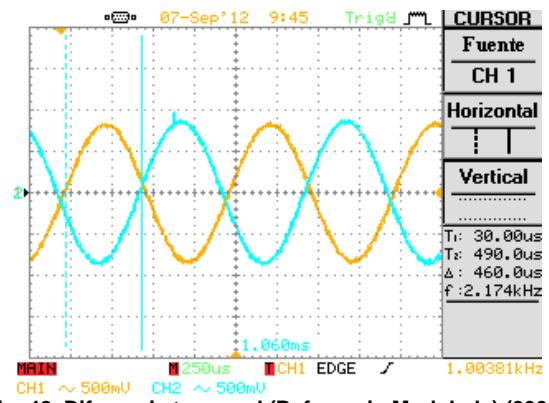 07-Sep'12 9:45 Trig'd CURSOR
Fuente
CH 1
Horizontal
Vertical
T1: 30.00us
T2: 490.0us
Δ: 460.0us
f:2.174kHz
2
1.060ms
MAIN M 250us T CH1 EDGE 1.00381kHz
CH1 ~ 500mV CH2 ~ 500mV